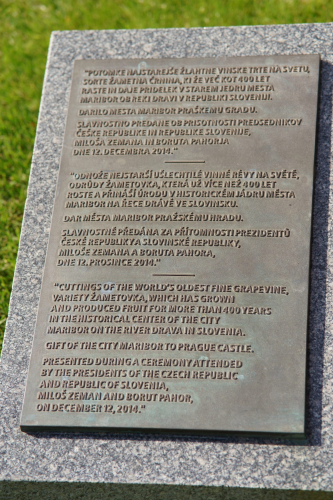 "POTOMKE NAJSTAREJŠE ŽLAHTNE VINSKE TRTE NA SVETU,
SORTE ŽAMETNA ČRNINA, KI ŽE VEČ KOT 400 LET
RASTE IN DAJE PRIDELEK V STAREM JEDRU MESTA
MARIBOR OB REKI DRAVI V REPUBLIKI SLOVENIJI.
DARILO MESTA MARIBOR PRAŠKEMU GRADU.
SLAVNOSTNO PREDANE OB PRISOTNOSTI PREDSEDNIKOV
ČEŠKE REPUBLIKE IN REPUBLIKE SLOVENIJE,
MILOŠA ZEMANA IN BORUTA PAHORJA
DNE 12. DECEMBRA 2014."
"ODNOŽE NEJSTARŠÍ UŠLECHTILÉ VINNÉ RÉVY NA SVĚTĚ,
ODRŮDY ŽAMETOVKA, KTERÁ UŽ VÍCE NEŽ 400 LET
ROSTE A PŘINÁŠÍ ÚRODU V HISTORICKÉM JÁDRU MĚSTA
MARIBOR NA ŘECE DRÁVĚ VE SLOVINSKU.
DAR MĚSTA MARIBOR PRAŽSKÉMU HRADU.
SLAVNOSTNĚ PŘEDÁNA ZA PŘÍTOMNOSTI PREZIDENTŮ
ČESKÉ REPUBLIKY A SLOVINSKÉ REPUBLIKY,
MILOŠE ZEMANA A BORUTA PAHORA,
DNE 12. PROSINCE 2014."
"CUTTINGS OF THE WORLD'S OLDEST FINE GRAPEVINE,
VARIETY ŽAMETOVKA, WHICH HAS GROWN
AND PRODUCED FRUIT FOR MORE THAN 400 YEARS
IN THE HISTORICAL CENTER OF THE CITY
MARIBOR ON THE RIVER DRAVA IN SLOVENIA.
GIFT OF THE CITY MARIBOR TO PRAGUE CASTLE.
PRESENTED DURING A CEREMONY ATTENDED
BY THE PRESIDENTS OF THE CZECH REPUBLIC
AND REPUBLIC OF SLOVENIA,
MILOŠ ZEMAN AND BORUT PAHOR,
ON DECEMBER 12, 2014."